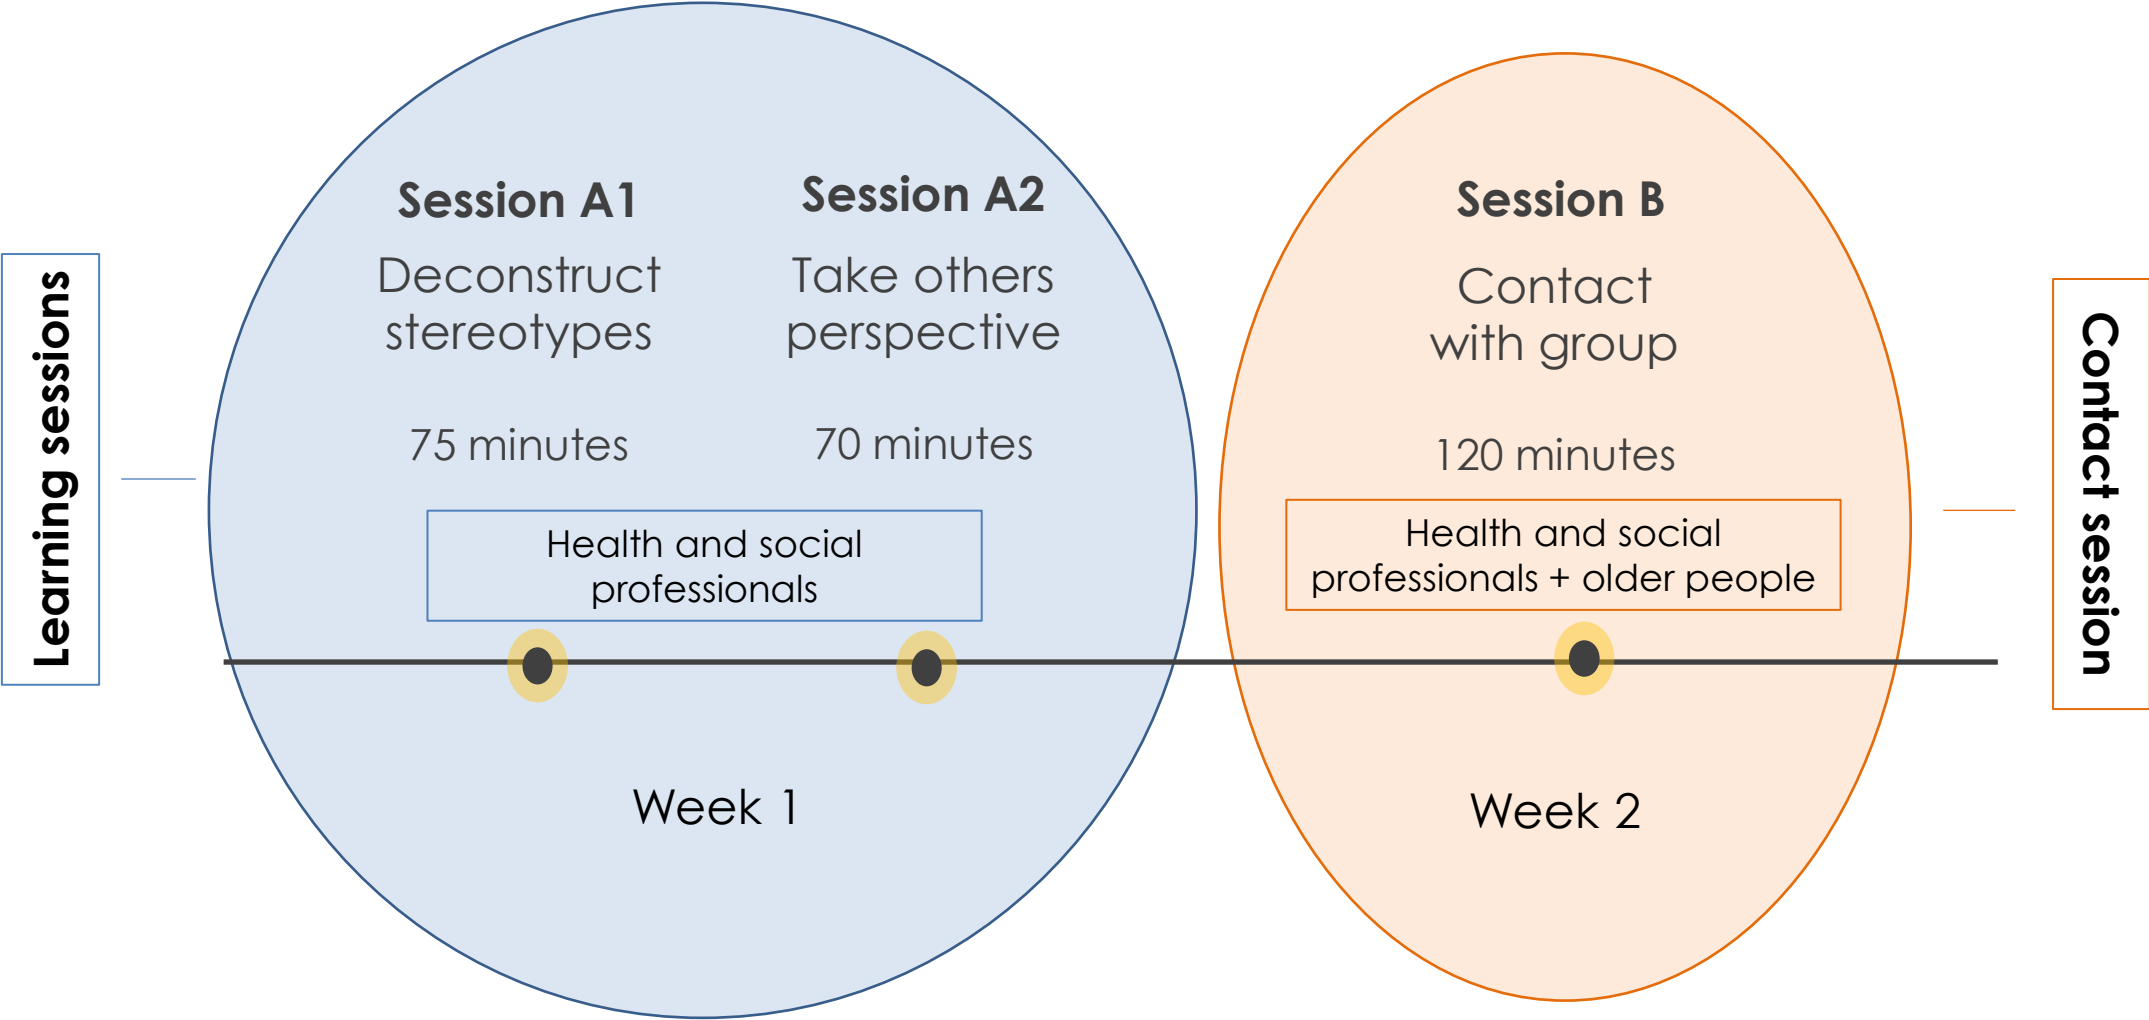 Learning sessions
Session A1
Deconstruct
stereotypes
75 minutes
Session A2
Take others
perspective
70 minutes
Health and social
professionals
Week 1
Session B
Contact
with group
120 minutes
Health and social
professionals + older people
Week 2
Contact session